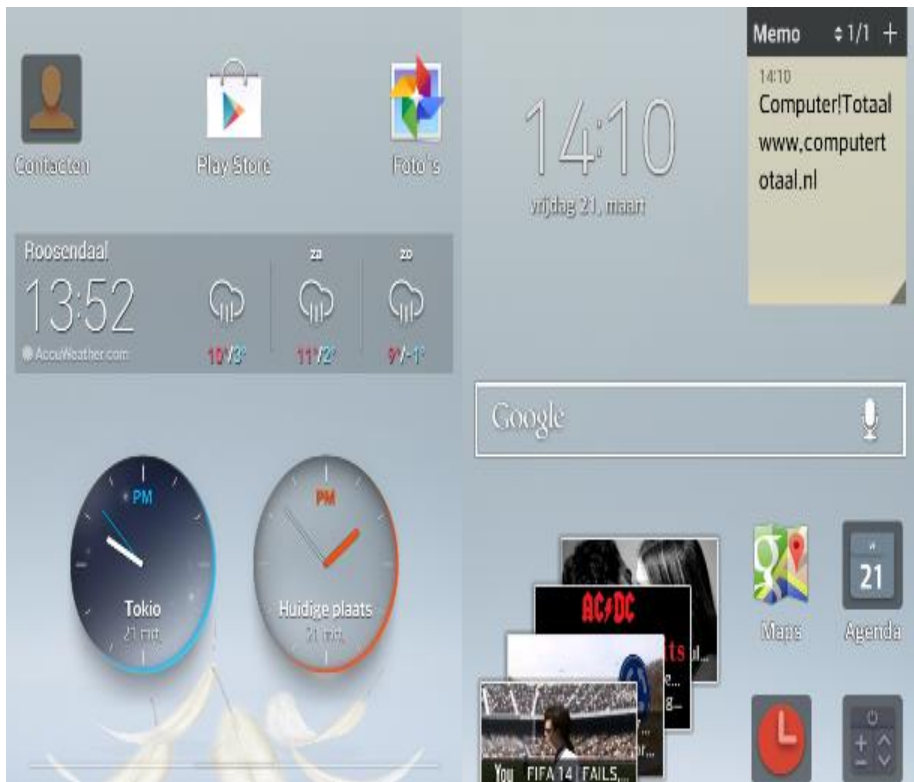 Contacten
Play Store
Foto's
Roosendaal
13:52
AccuWeather.com
za
zo
10°/3°
11°/2°
9°/-1°
PM
Tokio
21 mrt.
PM
Huidige plaats
21 mrt.
14:10
vrijdag 21, maart
Memo
1/1 +
14:10
Computer!Totaal
www.computert
otaal.nl
Google
AC/DC
You FIFA 14 FAILS,...
Maps
21
Agenda